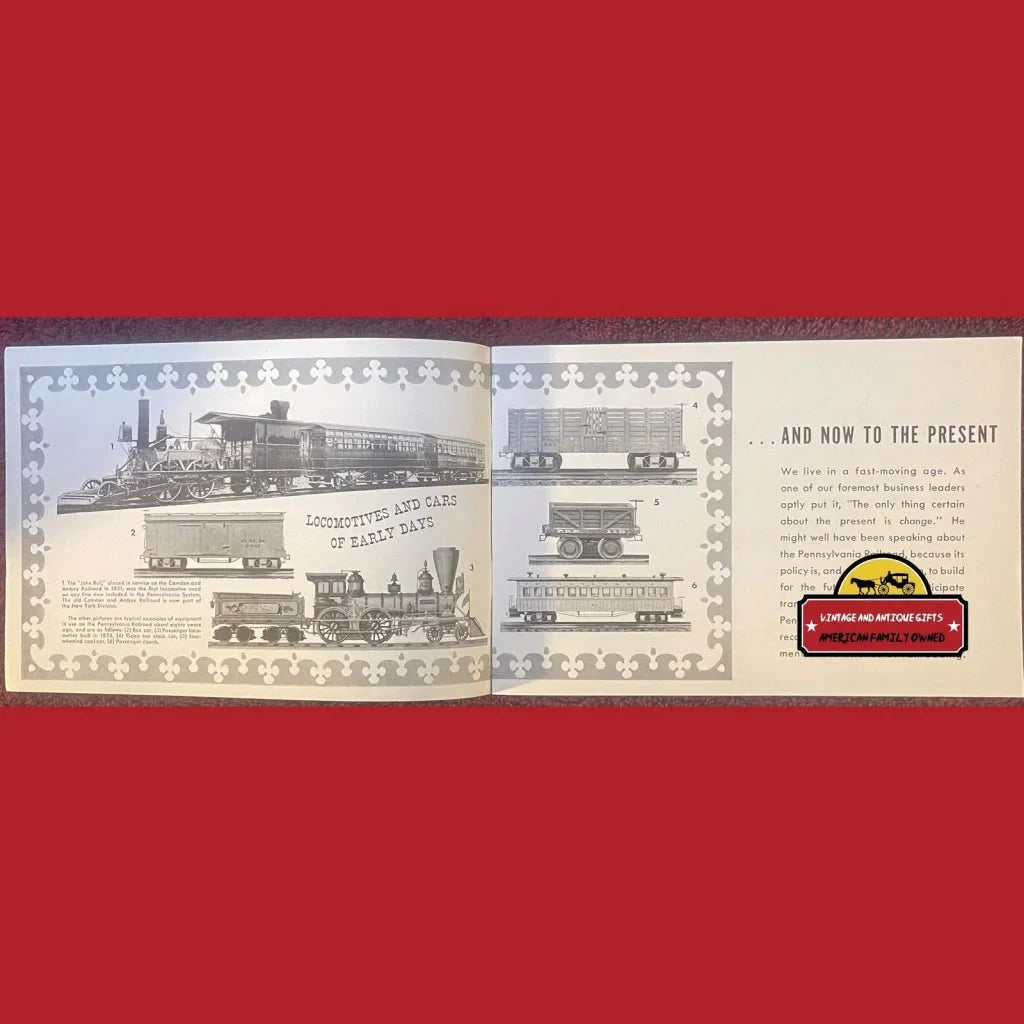 LOCOMOTIVES AND CARS
OF EARLY DAYS
1
2
3
1 The "John Bull," placed in service on the Camden and
Amboy Railroad in 1831, was the first locomotive used
on any line now included in the Pennsylvania System.
The old Camden and Amboy Railroad is now part of
the New York Division.
The other pictures are typical examples of equipment
in use on the Pennsylvania Railroad about eighty years
ago, and are as follows: (2) Box car, (3) Passenger loco-
motive built in 1856, (4) Open top stock car, (5) Four-
wheeled coal car, (6) Passenger coach.
4
5
6
...AND NOW TO THE PRESENT
We live in a fast-moving age. As
one of our foremost business leaders
aptly put it, "The only thing certain
about the present is change." He
might well have been speaking about
the Pennsylvania Railroad, because its
policy is, and to build
for the
VINTAGE AND ANTIQUE GIFTS
AMERICAN FAMILY OWNED